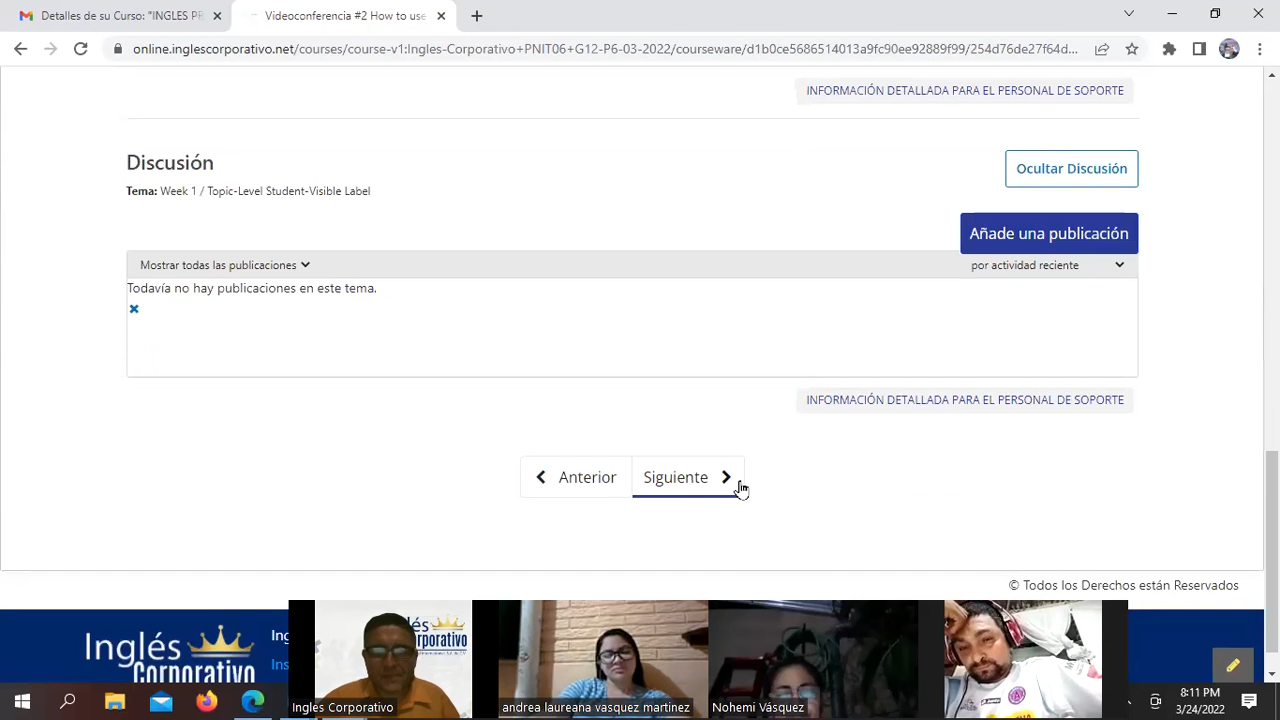 Detalles de su Curso: "INGLES PR
Videoconferencia #2 How to use
online.inglescorporativo.net/courses/course-v1:Ingles-Corporativo+PNIT06+G12-P6-03-2022/courseware/d1b0ce5686514013a9fc90ee92889f99/254d76de27f64d...
INFORMACIÓN DETALLADA PARA EL PERSONAL DE SOPORTE
Discusión
Ocultar Discusión
Tema: Week 1 / Topic-Level Student-Visible Label
Añade una publicación
Mostrar todas las publicaciones
por actividad reciente
Todavía no hay publicaciones en este tema.
INFORMACIÓN DETALLADA PARA EL PERSONAL DE SOPORTE
Anterior
Siguiente
© Todos los Derechos están Reservados
Inglés
Corporativo
Ing
Ins
glés
orporativo
Ingles Corporativo
andrea laureana vasquez martinez
Nohemi Vásquez
8:11 PM
3/24/2022